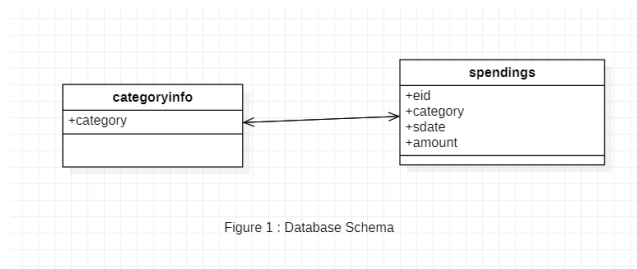 categoryinfo
+category
spendings
+eid
+category
+sdate
+amount
Figure 1 : Database Schema